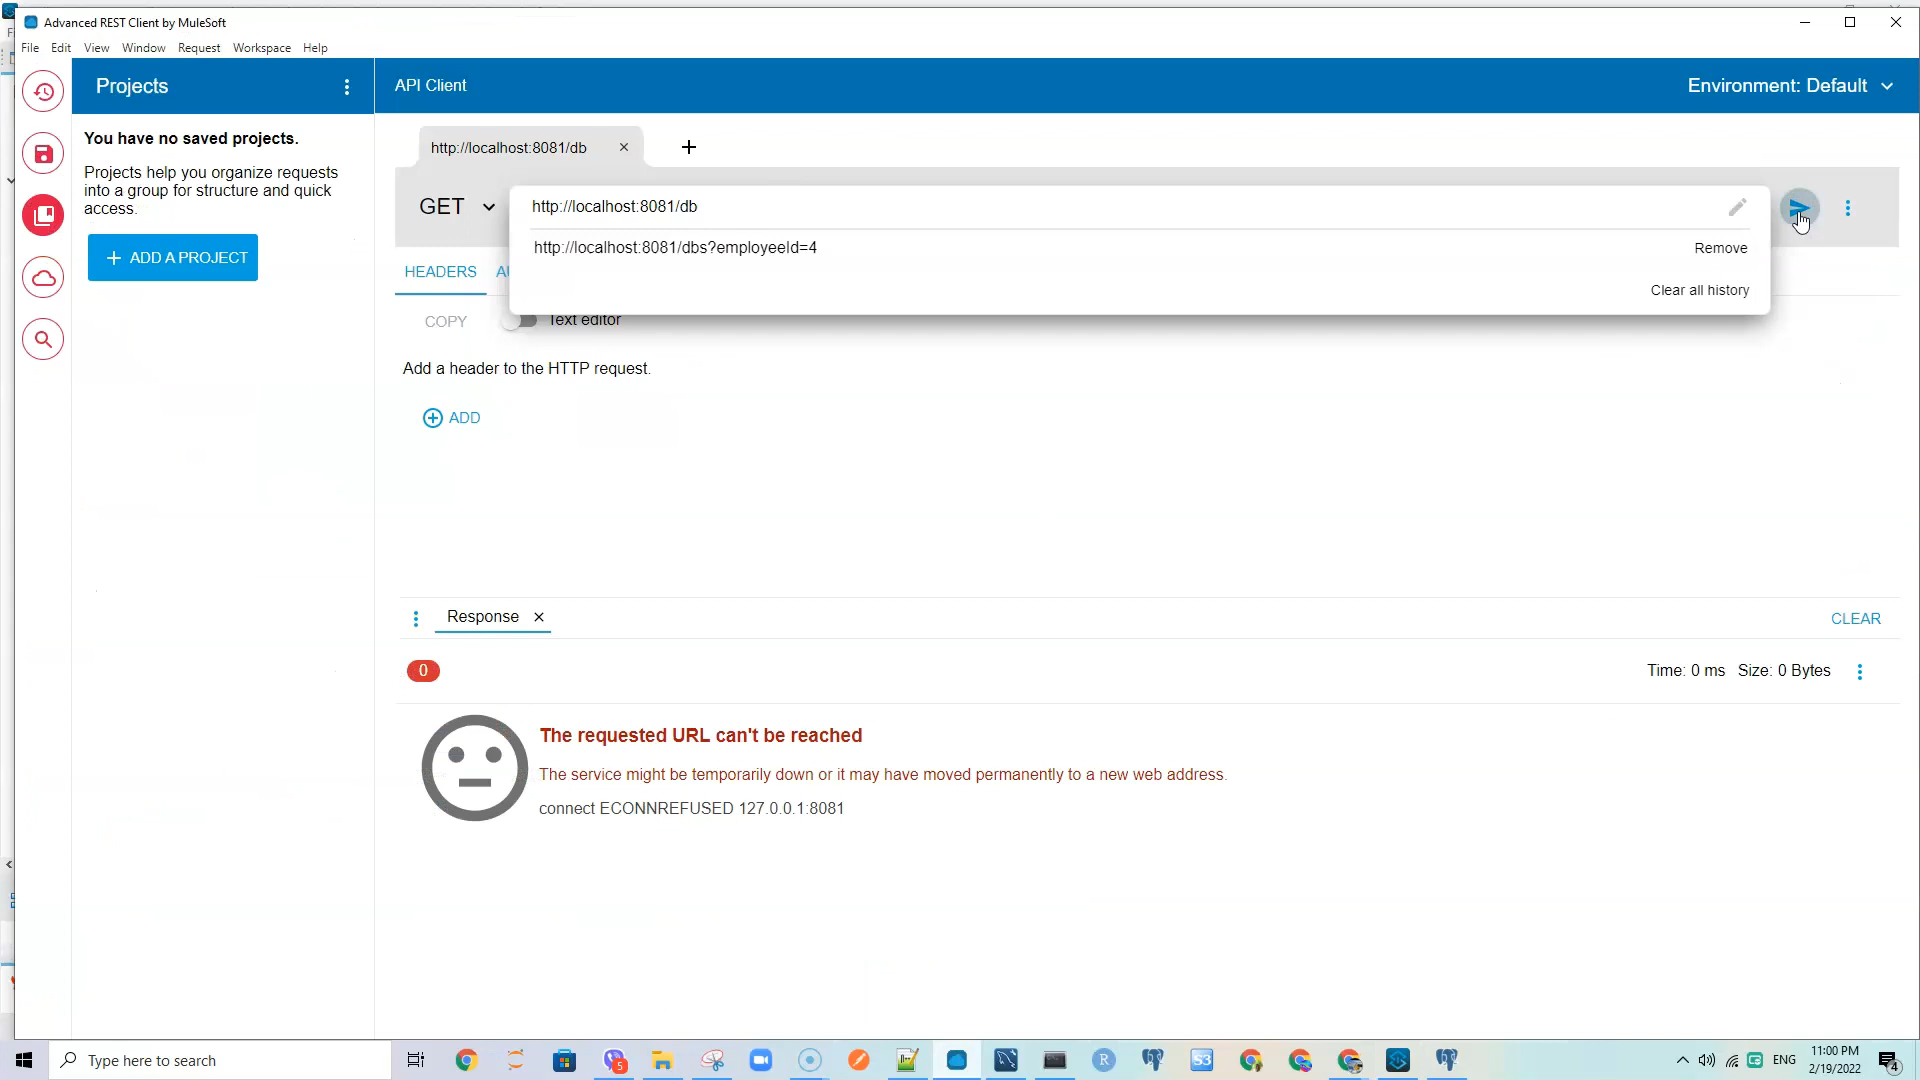 Advanced REST Client by MuleSoft
File Edit View Window Request Workspace Help
Projects
API Client
Environment: Default
You have no saved projects.
Projects help you organize requests
into a group for structure and quick
access.
ADD A PROJECT
http://localhost:8081/db
GET
http://localhost:8081/db
http://localhost:8081/dbs?employeeId=4
Remove
Clear all history
HEADERS
COPY
Text editor
Add a header to the HTTP request.
ADD
Response
CLEAR
0
Time: 0 ms Size: 0 Bytes
The requested URL can't be reached
The service might be temporarily down or it may have moved permanently to a new web address.
connect ECONNREFUSED 127.0.0.1:8081
Type here to search
5
R
S3
ENG
11:00 PM
2/19/2022
4